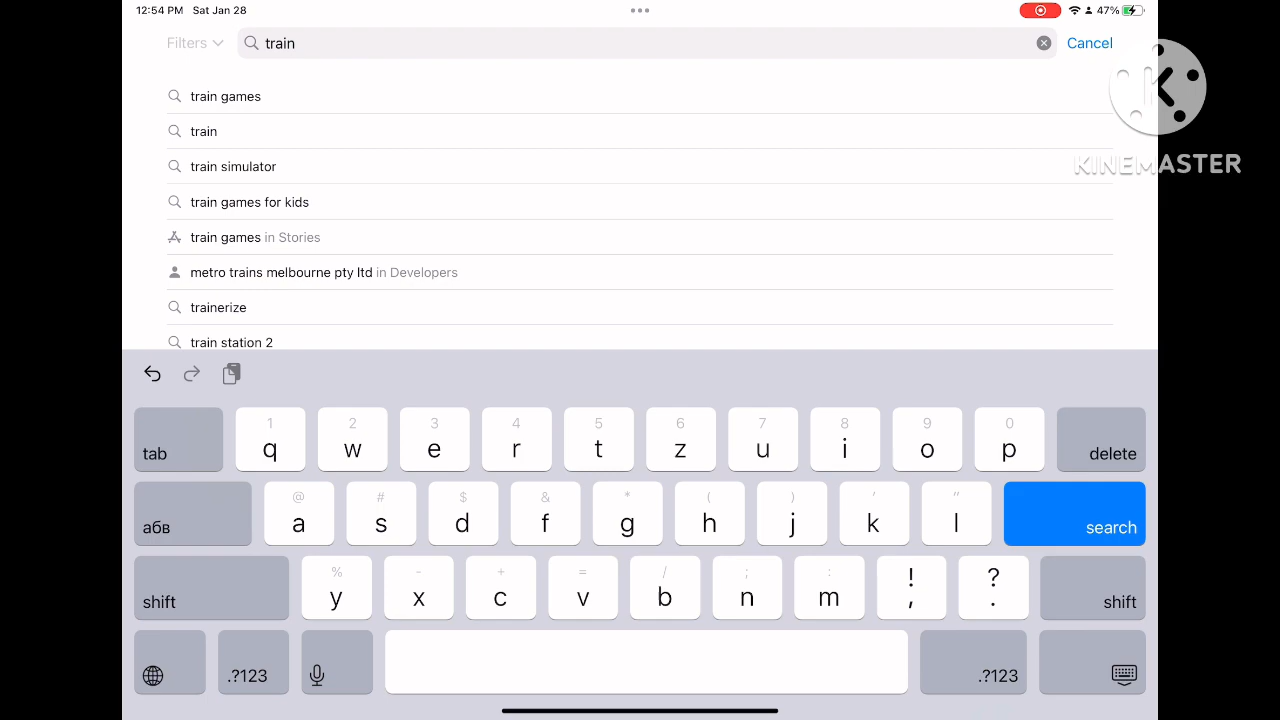 12:54 PM Sat Jan 28
47%
Filters train Cancel
KINEMASTER
train games
train
train simulator
train games for kids
train games in Stories
metro trains melbourne pty ltd in Developers
trainerize
train station 2
1 2 3 4 5 6 7 8 9 0
tab q w e r t z u i o p delete
@ # $ & * ( ) ' "
абв a s d f g h j k l search
% - + = / ; : ! ?
shift y x c v b n m , . shift
.?123 .?123